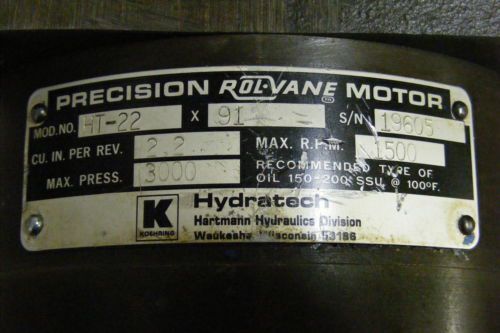 PRECISION ROL-VANE MOTOR
MOD. NO. HT-22 X 91 S/N 19605
CU. IN. PER REV. 2.2 MAX. R.P.M. 1500
MAX. PRESS. 3000 RECOMMENDED TYPE OF
OIL 150-200 SSU @ 100°F.
K
KOEHRING
Hydratech
Hartmann Hydraulics Division
Waukesha, Wisconsin 53186